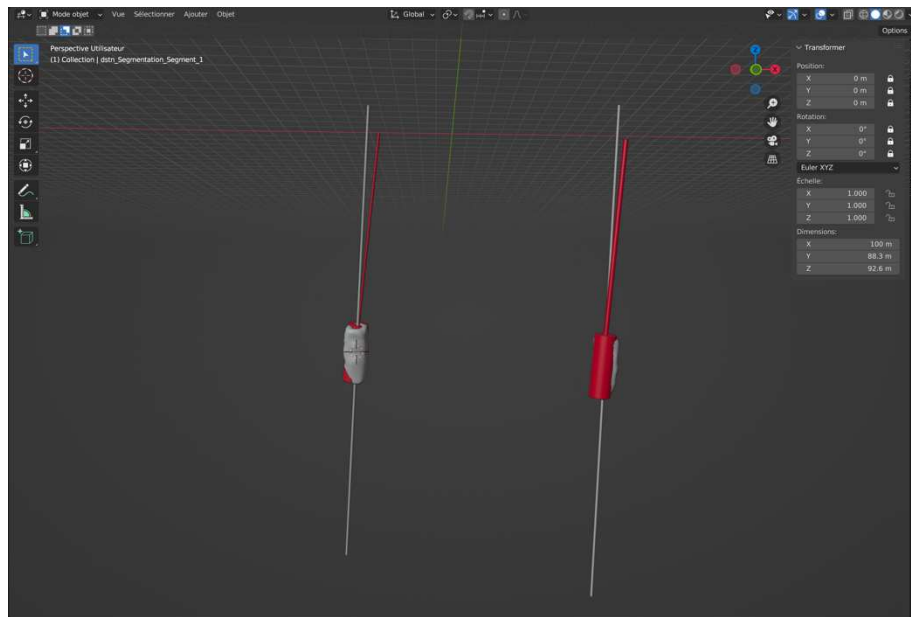 Mode objet Vue Sélectionner Ajouter Objet Global
Options
Perspective Utilisateur
(1) Collection | dstn_Segmentation_Segment_1
Z
X
Transformer
Position:
X 0 m
Y 0 m
Z 0 m
Rotation:
X 0°
Y 0°
Z 0°
Euler XYZ
Échelle:
X 1.000
Y 1.000
Z 1.000
Dimensions:
X 100 m
Y 88.3 m
Z 92.6 m